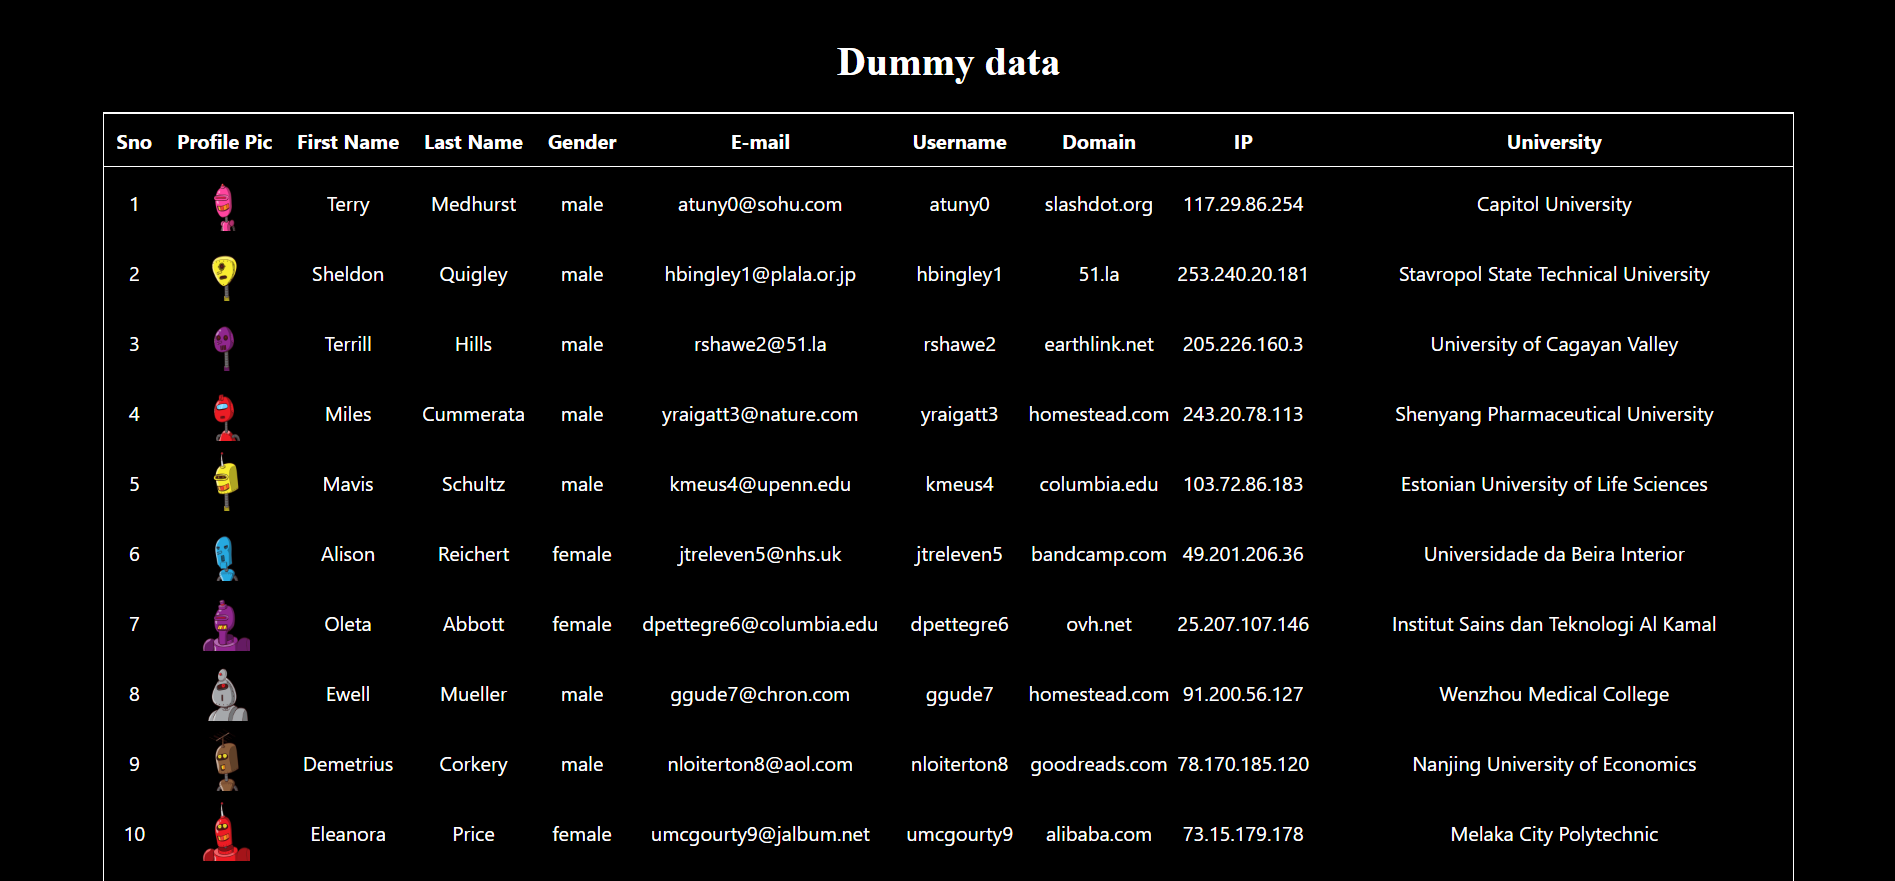 Dummy data
Sno Profile Pic First Name Last Name Gender E-mail Username Domain IP University
1 Terry Medhurst male atuny0@sohu.com atuny0 slashdot.org 117.29.86.254 Capitol University
2 Sheldon Quigley male hbingley1@plala.or.jp hbingley1 51.la 253.240.20.181 Stavropol State Technical University
3 Terrill Hills male rshawe2@51.la rshawe2 earthlink.net 205.226.160.3 University of Cagayan Valley
4 Miles Cummerata male yraigatt3@nature.com yraigatt3 homestead.com 243.20.78.113 Shenyang Pharmaceutical University
5 Mavis Schultz male kmeus4@upenn.edu kmeus4 columbia.edu 103.72.86.183 Estonian University of Life Sciences
6 Alison Reichert female jtreleven5@nhs.uk jtreleven5 bandcamp.com 49.201.206.36 Universidade da Beira Interior
7 Oleta Abbott female dpettegre6@columbia.edu dpettegre6 ovh.net 25.207.107.146 Institut Sains dan Teknologi Al Kamal
8 Ewell Mueller male ggude7@chron.com ggude7 homestead.com 91.200.56.127 Wenzhou Medical College
9 Demetrius Corkery male nloiterton8@aol.com nloiterton8 goodreads.com 78.170.185.120 Nanjing University of Economics
10 Eleanora Price female umcgourty9@jalbum.net umcgourty9 alibaba.com 73.15.179.178 Melaka City Polytechnic